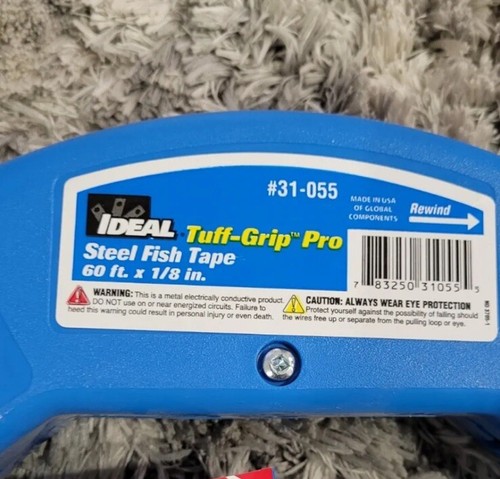 #31-055
MADE IN USA
OF GLOBAL
COMPONENTS
Rewind
IDEAL
Tuff-Grip™ Pro
Steel Fish Tape
60 ft. x 1/8 in.
7 83250 31055 5
WARNING: This is a metal electrically conductive product.
DO NOT use on or near energized circuits. Failure to
heed this warning could result in personal injury or even death.
CAUTION: ALWAYS WEAR EYE PROTECTION
Protect yourself against the possibility of falling should
the wires free up or separate from the pulling loop or eye.